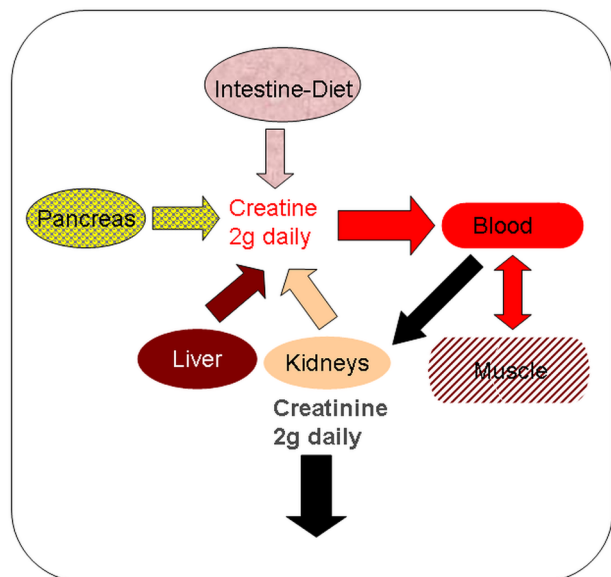 Intestine-Diet
Pancreas
Creatine
2g daily
Blood
Liver
Kidneys
Muscle
Creatinine
2g daily